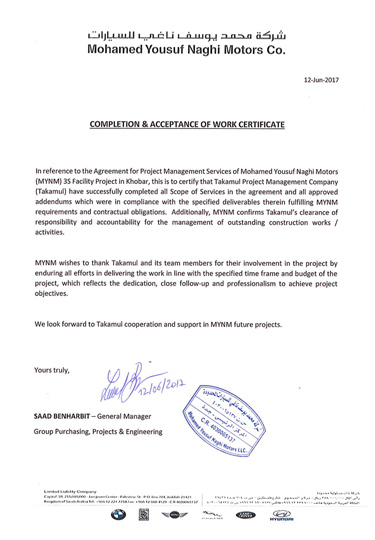 شركة محمد يوسف ناغي للسيارات
Mohamed Yousuf Naghi Motors Co.
12-Jun-2017
COMPLETION & ACCEPTANCE OF WORK CERTIFICATE
In reference to the Agreement for Project Management Services of Mohamed Yousuf Naghi Motors
(MYNM) 3S Facility Project in Khobar, this is to certify that Takamul Project Management Company
(Takamul) have successfully completed all Scope of Services in the agreement and all approved
addendums which were in compliance with the specified deliverables therein fulfilling MYNM
requirements and contractual obligations. Additionally, MYNM confirms Takamul's clearance of
responsibility and accountability for the management of outstanding construction works /
activities.
MYNM wishes to thank Takamul and its team members for their involvement in the project by
enduring all efforts in delivering the work in line with the specified time frame and budget of the
project, which reflects the dedication, close follow-up and professionalism to achieve project
objectives.
We look forward to Takamul cooperation and support in MYNM future projects.
Yours truly,
12/06/2017
SAAD BENHARBIT – General Manager
Group Purchasing, Projects & Engineering
C.R. 4030006137
Mohamed Yousuf Naghi Motors LLC.
Limited Liability Company
HYUNDAI